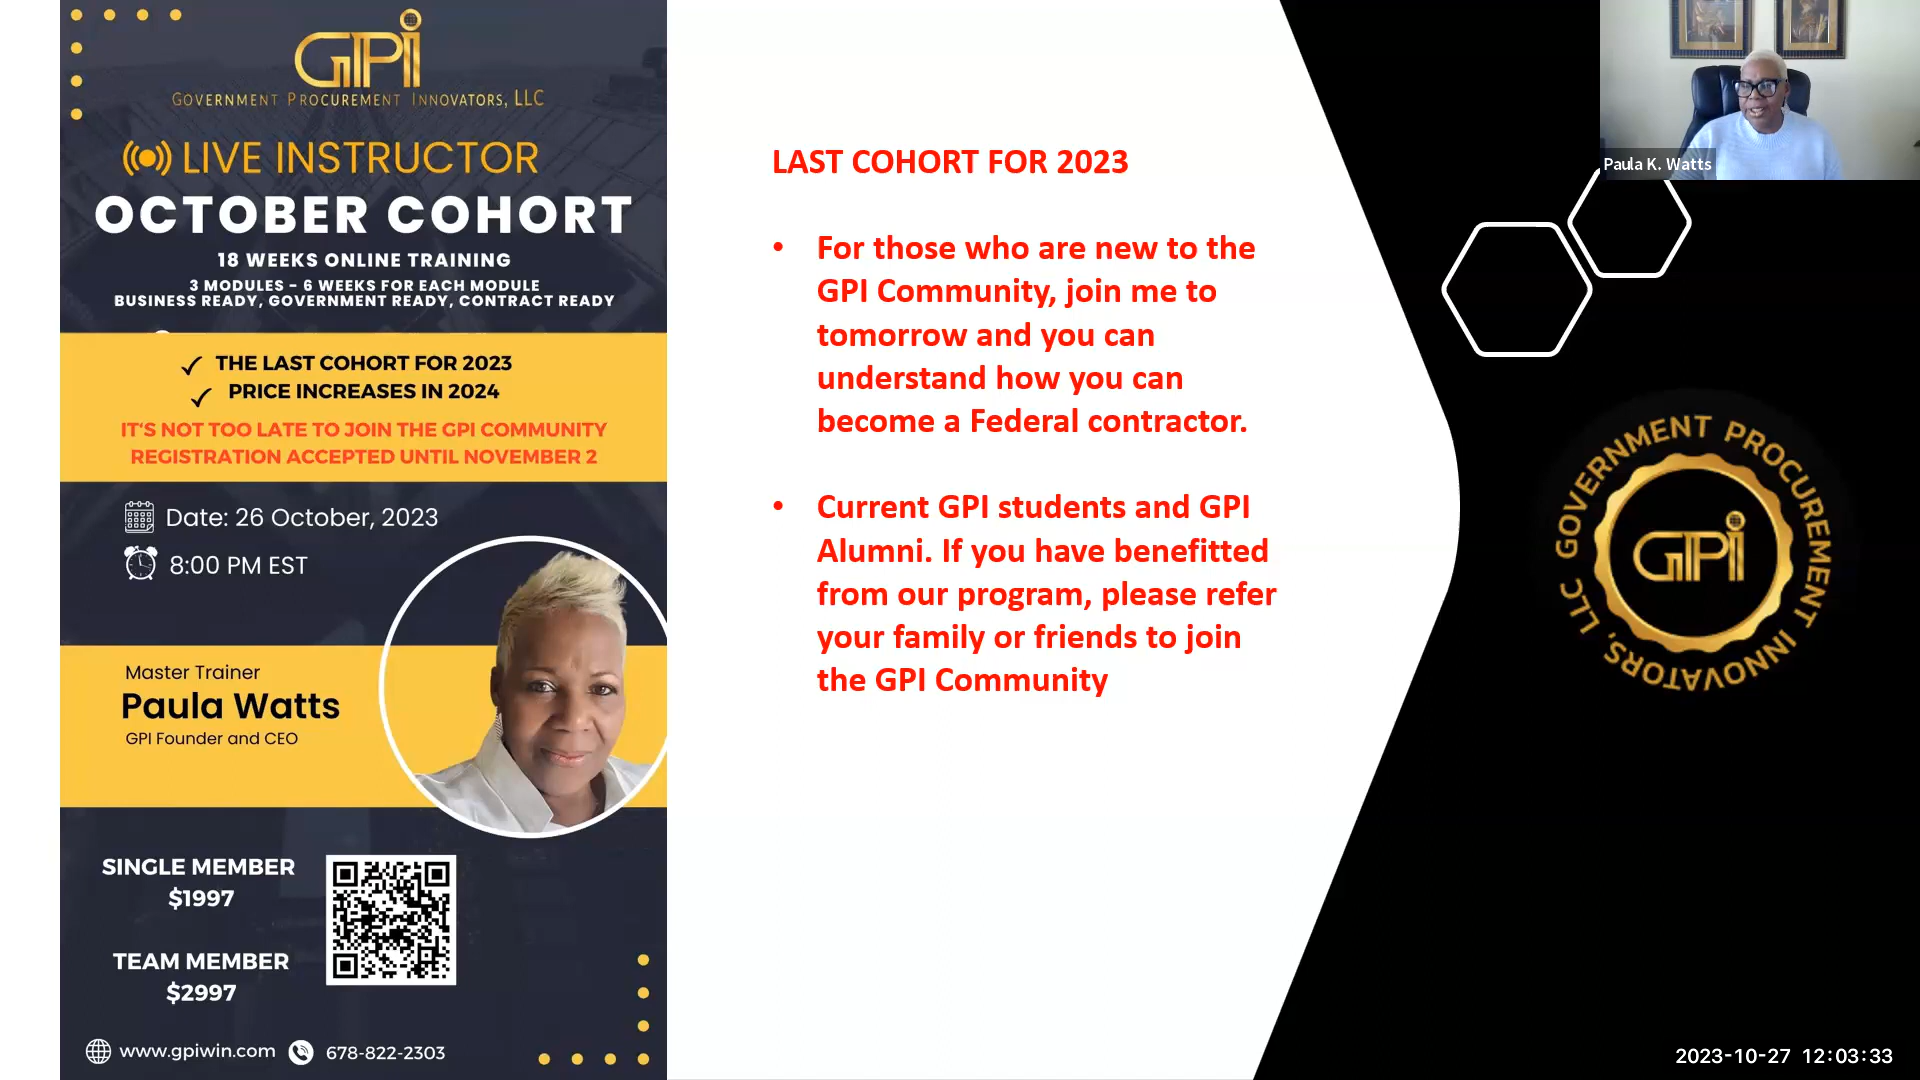 GPi
GOVERNMENT PROCUREMENT INNOVATORS, LLC
LIVE INSTRUCTOR
OCTOBER COHORT
18 WEEKS ONLINE TRAINING
3 MODULES – 6 WEEKS FOR EACH MODULE
BUSINESS READY, GOVERNMENT READY, CONTRACT READY
THE LAST COHORT FOR 2023
PRICE INCREASES IN 2024
IT'S NOT TOO LATE TO JOIN THE GPI COMMUNITY
REGISTRATION ACCEPTED UNTIL NOVEMBER 2
Date: 26 October, 2023
8:00 PM EST
Master Trainer
Paula Watts
GPI Founder and CEO
SINGLE MEMBER
$1997
TEAM MEMBER
$2997
www.gpiwin.com
678-822-2303
LAST COHORT FOR 2023
• For those who are new to the
GPI Community, join me to
tomorrow and you can
understand how you can
become a Federal contractor.
• Current GPI students and GPI
Alumni. If you have benefitted
from our program, please refer
your family or friends to join
the GPI Community
Paula K. Watts
GOVERNMENT PROCUREMENT INNOVATORS, LLC
GPi
2023-10-27 12:03:33